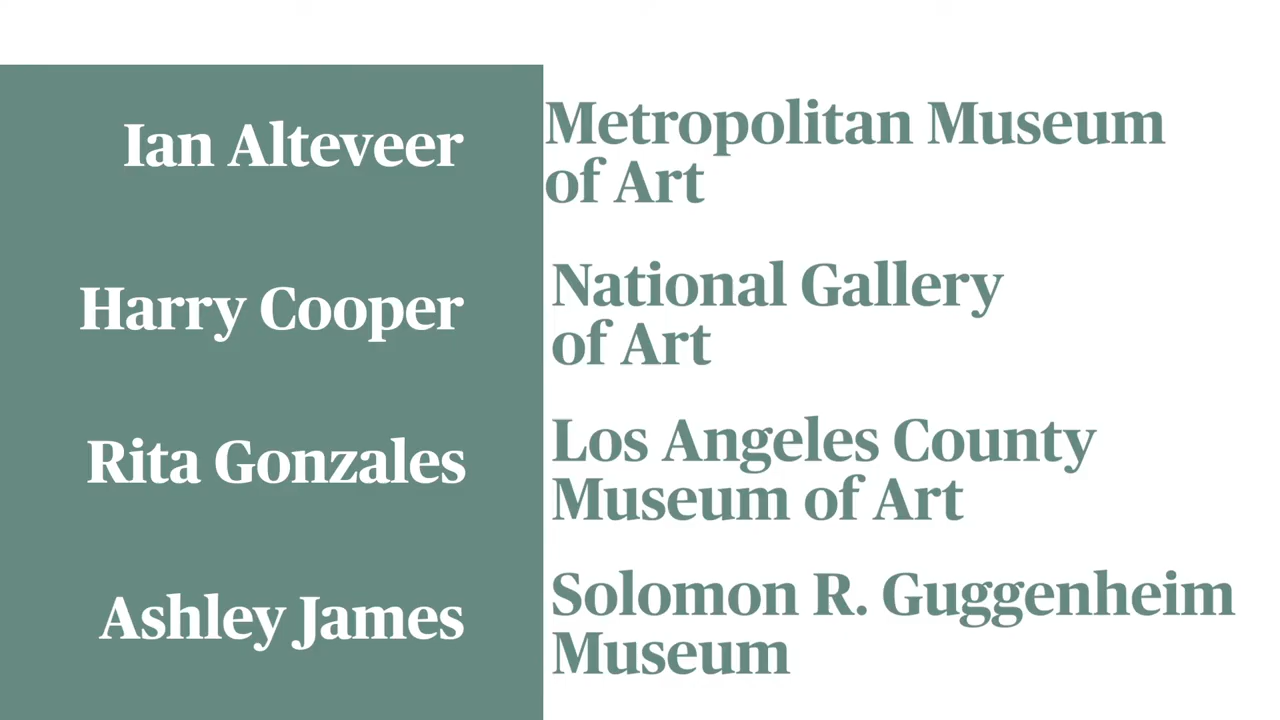 Ian Alteveer
Metropolitan Museum
of Art
Harry Cooper
National Gallery
of Art
Rita Gonzales
Los Angeles County
Museum of Art
Ashley James
Solomon R. Guggenheim
Museum